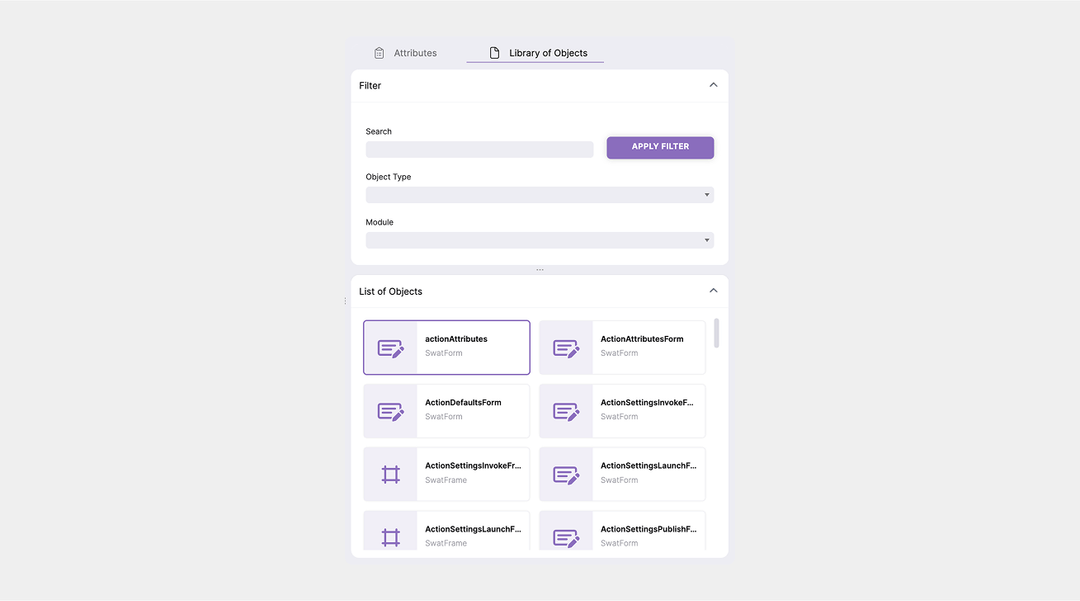 Attributes
Library of Objects
Filter
Search
APPLY FILTER
Object Type
Module
List of Objects
actionAttributes
SwatForm
ActionAttributesForm
SwatForm
ActionDefaultsForm
SwatForm
ActionSettingsInvokeF...
SwatForm
ActionSettingsInvokeFr...
SwatFrame
ActionSettingsLaunchF...
SwatForm
ActionSettingsLaunchF...
SwatFrame
ActionSettingsPublishF...
SwatForm